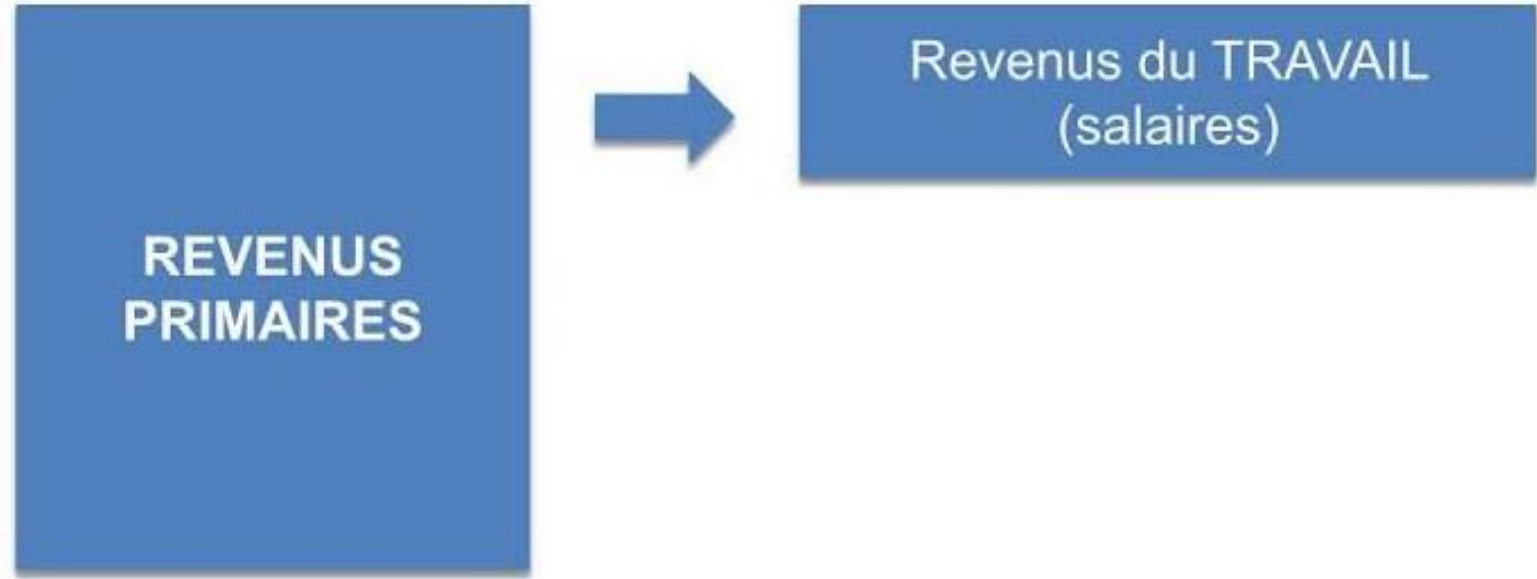 REVENUS
PRIMAIRES
Revenus du TRAVAIL
(salaires)